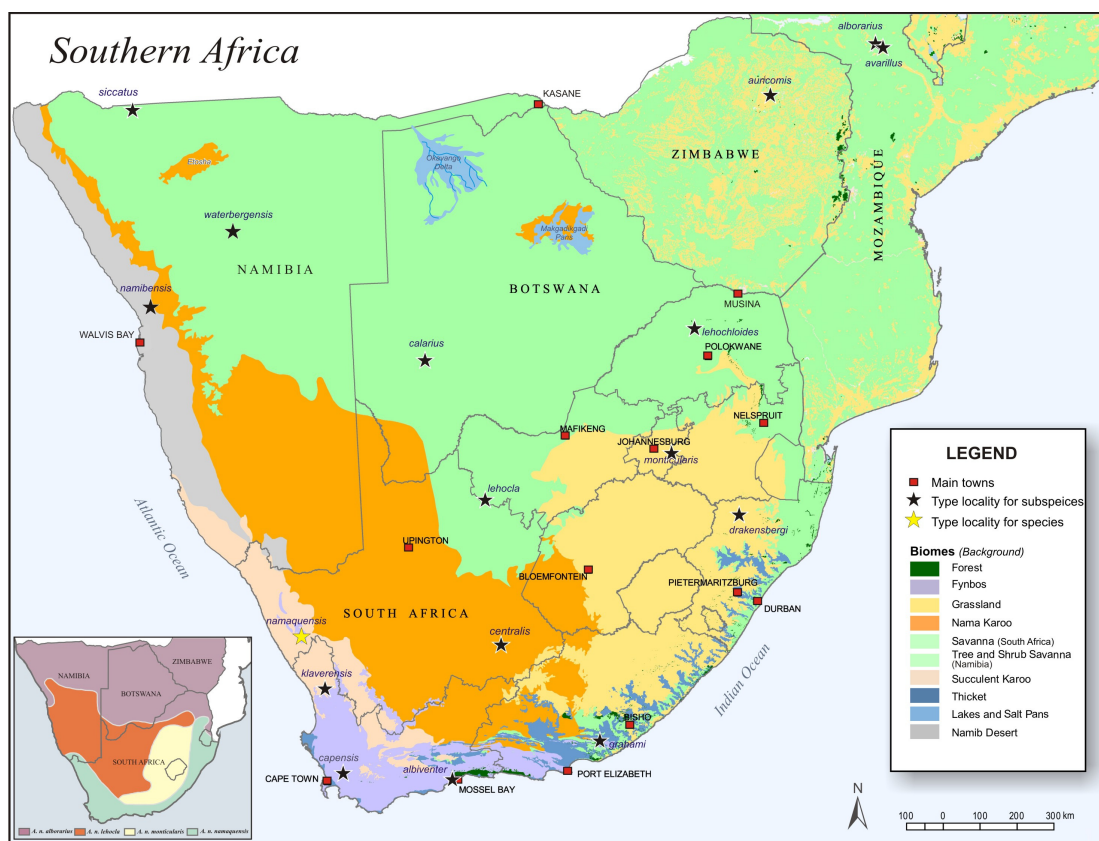 Southern Africa
alborarius
avarillus
siccatus
auricomis
KASANE
Etosha
Okavango
Delta
ZIMBABWE
MOZAMBIQUE
waterbergensis
Makgadikgadi
Pans
NAMIBIA
BOTSWANA
namibensis
MUSINA
WALVIS BAY
lehochloides
calarius
POLOKWANE
NELSPRUIT
MAFIKENG
JOHANNESBURG
monticularis
lehocla
drakensbergi
Atlantic Ocean
UPINGTON
BLOEMFONTEIN
PIETERMARITZBURG
DURBAN
SOUTH AFRICA
namaquensis
centralis
klaverensis
Indian Ocean
BISHO
grahami
capensis
albiventer
CAPE TOWN
MOSSEL BAY
PORT ELIZABETH
LEGEND
Main towns
Type locality for subspeices
Type locality for species
Biomes (Background)
Forest
Fynbos
Grassland
Nama Karoo
Savanna (South Africa)
Tree and Shrub Savanna
(Namibia)
Succulent Karoo
Thicket
Lakes and Salt Pans
Namib Desert
N
100 0 100 200 300 km
ZIMBABWE
NAMIBIA
BOTSWANA
SOUTH AFRICA
A. n. alborarius A. n. lehocla A. n. monticularis A. n. namaquensis